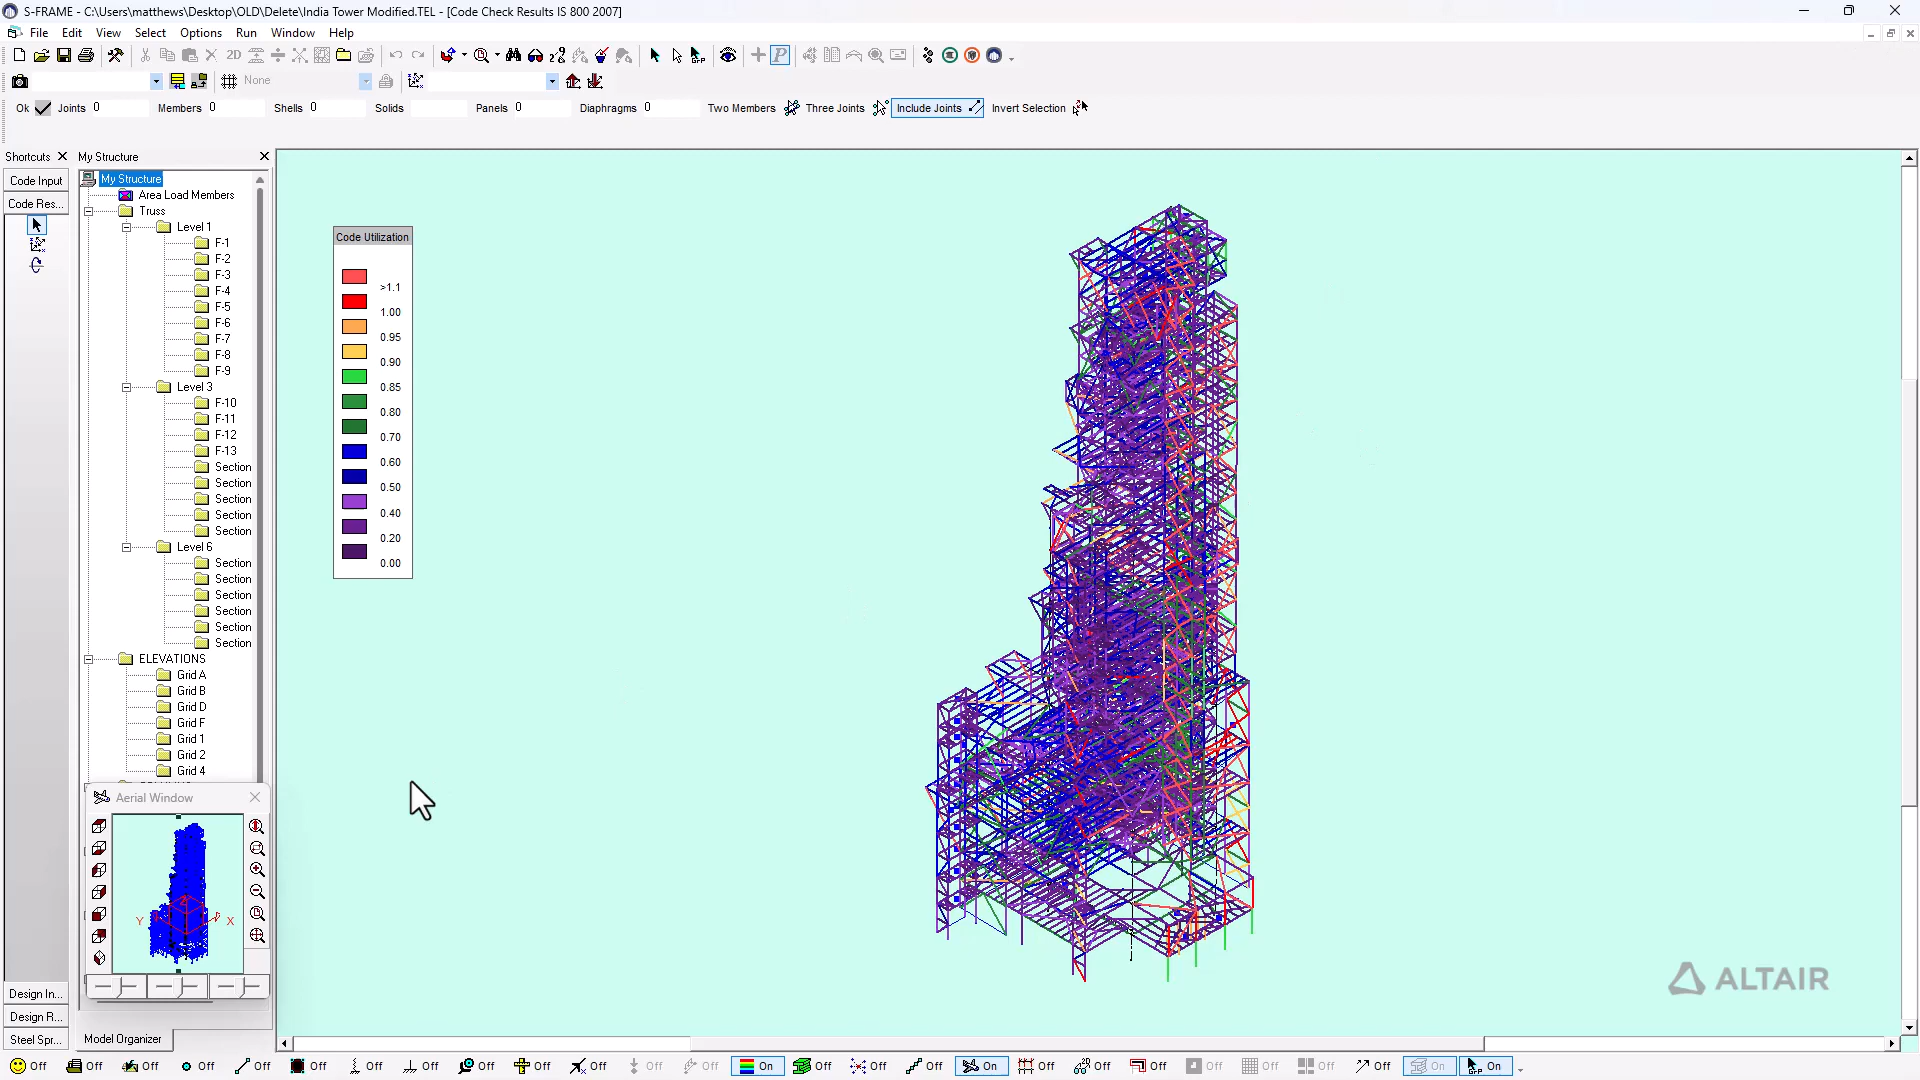 S-FRAME - C:\Users\matthews\Desktop\OLD\Delete\India Tower Modified.TEL - [Code Check Results IS 800 2007]
File Edit View Select Options Run Window Help
2D
None
Ok Joints 0 Members 0 Shells 0 Solids Panels 0 Diaphragms 0 Two Members Three Joints Include Joints Invert Selection
Shortcuts
My Structure
Code Input
Code Res...
My Structure
Area Load Members
Truss
Level 1
F-1
F-2
F-3
F-4
F-5
F-6
F-7
F-8
F-9
Level 3
F-10
F-11
F-12
F-13
Section
Section
Section
Section
Section
Level 6
Section
Section
Section
Section
Section
Section
ELEVATIONS
Grid A
Grid B
Grid D
Grid F
Grid 1
Grid 2
Grid 4
Aerial Window
Z
Y
X
Design In...
Design R...
Steel Spr...
Model Organizer
Code Utilization
>1.1
1.00
0.95
0.90
0.85
0.80
0.70
0.60
0.50
0.40
0.20
0.00
ALTAIR
Off Off Off Off Off Off Off Off Off Off Off Off Off On Off Off Off On Off Off Off Off Off Off Off On On